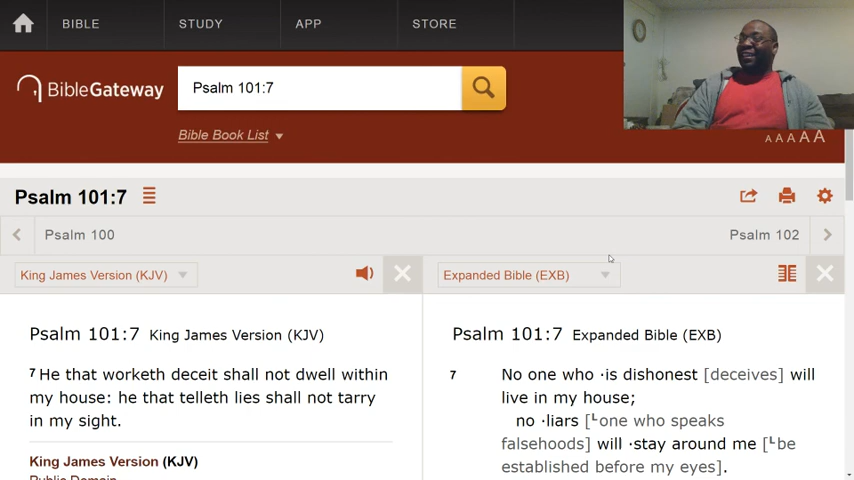 BIBLE STUDY APP STORE
BibleGateway Psalm 101:7
Bible Book List
A A A A A
Psalm 101:7
Psalm 100 Psalm 102
King James Version (KJV) Expanded Bible (EXB)
Psalm 101:7 King James Version (KJV)
7 He that worketh deceit shall not dwell within
my house: he that telleth lies shall not tarry
in my sight.
King James Version (KJV)
Public Domain
Psalm 101:7 Expanded Bible (EXB)
7 No one who ·is dishonest [deceives] will
live in my house;
no ·liars [L one who speaks
falsehoods] will ·stay around me [L be
established before my eyes].